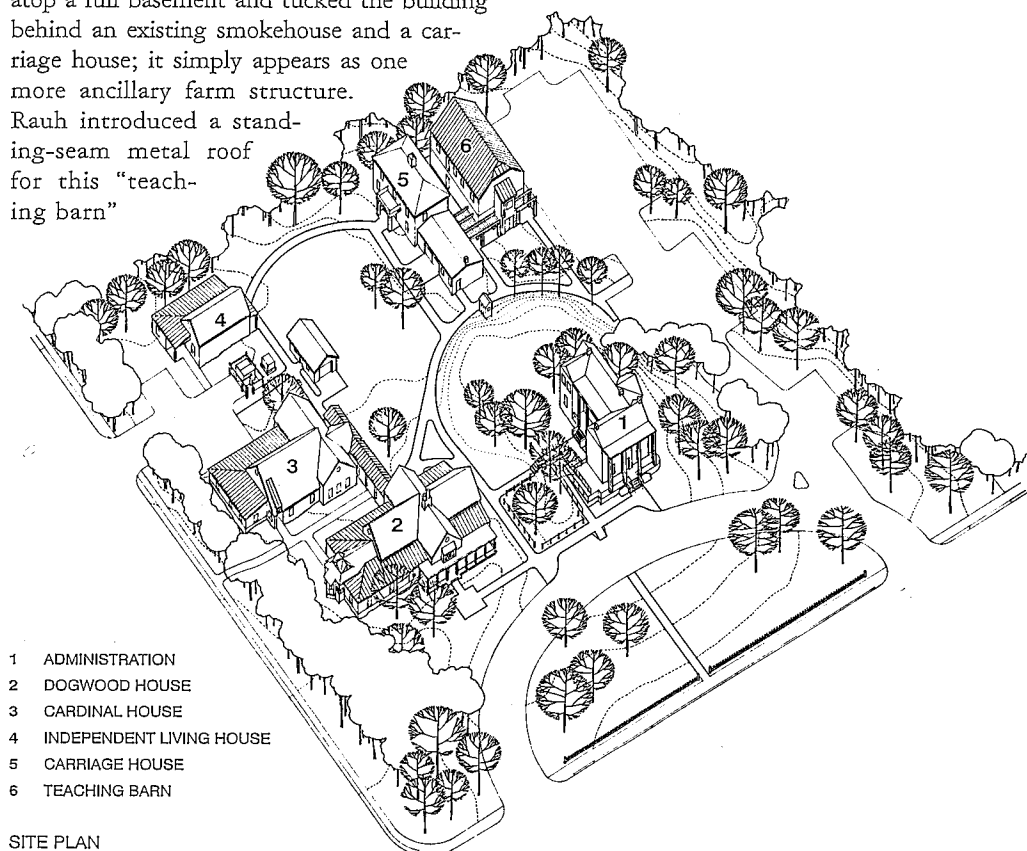 atop a full basement and tucked the building
behind an existing smokehouse and a car-
riage house; it simply appears as one
more ancillary farm structure.
Rauh introduced a stand-
ing-seam metal roof
for this “teach-
ing barn”
6
5
4
1
3
2
1 ADMINISTRATION
2 DOGWOOD HOUSE
3 CARDINAL HOUSE
4 INDEPENDENT LIVING HOUSE
5 CARRIAGE HOUSE
6 TEACHING BARN
SITE PLAN